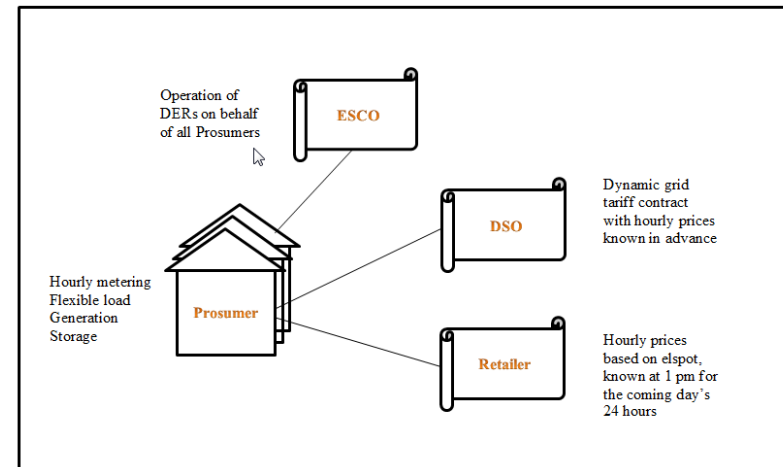 Operation of
DERs on behalf
of all Prosumers
ESCO
Dynamic grid
tariff contract
with hourly prices
known in advance
DSO
Hourly metering
Flexible load
Generation
Storage
Prosumer
Retailer
Hourly prices
based on elspot,
known at 1 pm for
the coming day's
24 hours